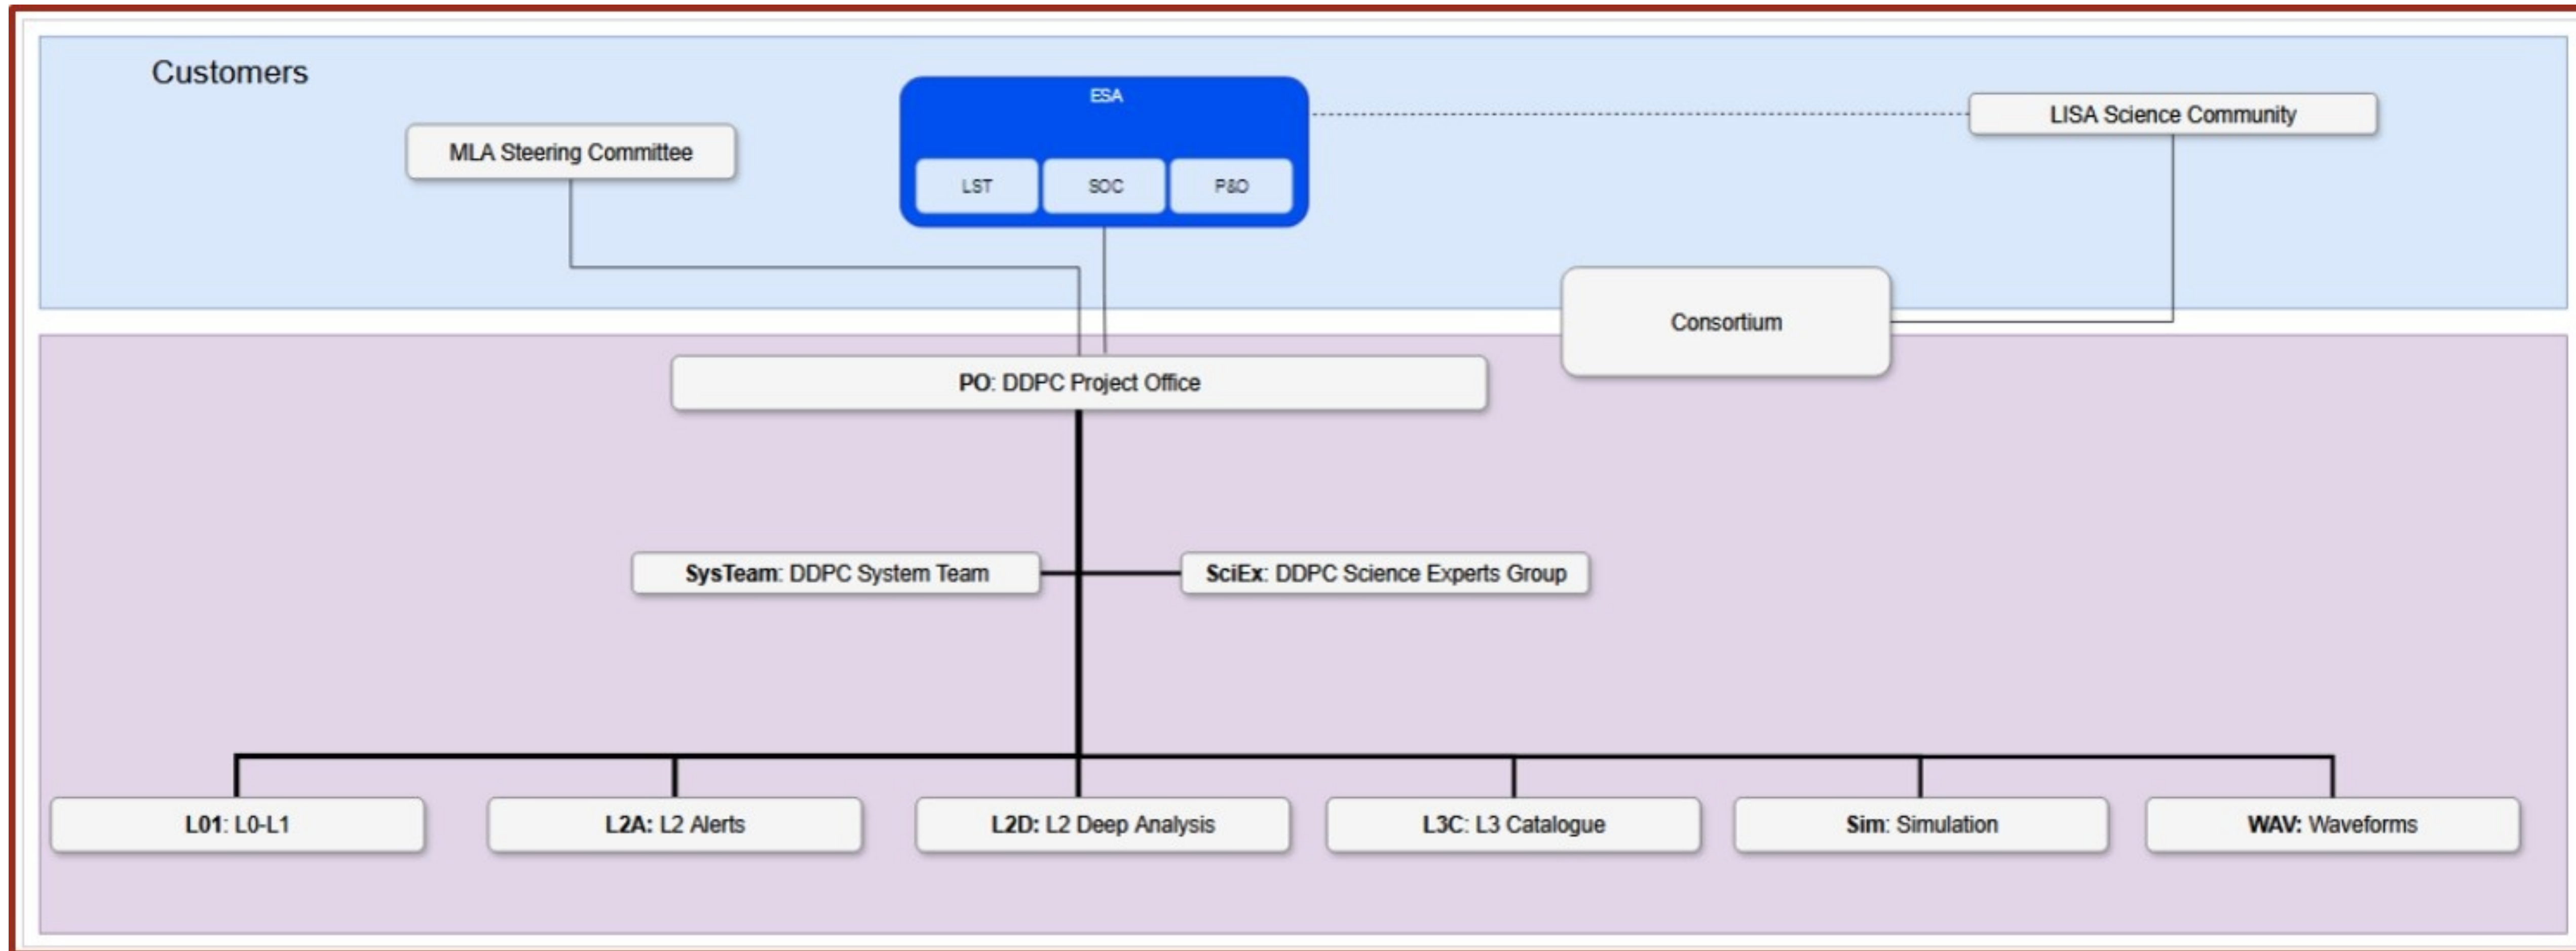 Customers
ESA
LISA Science Community
MLA Steering Committee
LST
SOC
P&O
Consortium
PO: DDPC Project Office
SysTeam: DDPC System Team
SciEx: DDPC Science Experts Group
L01: L0-L1
L2A: L2 Alerts
L2D: L2 Deep Analysis
L3C: L3 Catalogue
Sim: Simulation
WAV: Waveforms